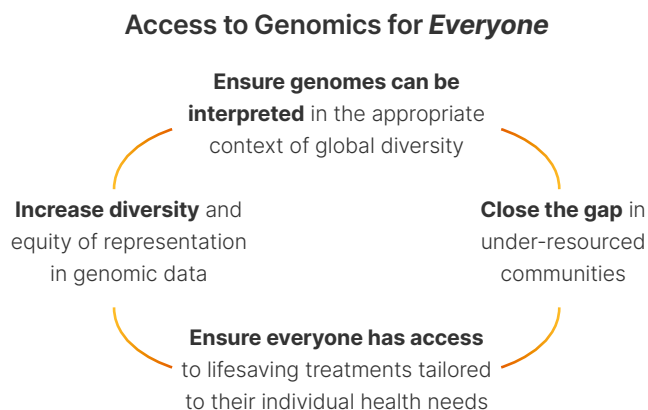 Access to Genomics for Everyone
Ensure genomes can be
interpreted in the appropriate
context of global diversity
Increase diversity and
equity of representation
in genomic data
Close the gap in
under-resourced
communities
Ensure everyone has access
to lifesaving treatments tailored
to their individual health needs